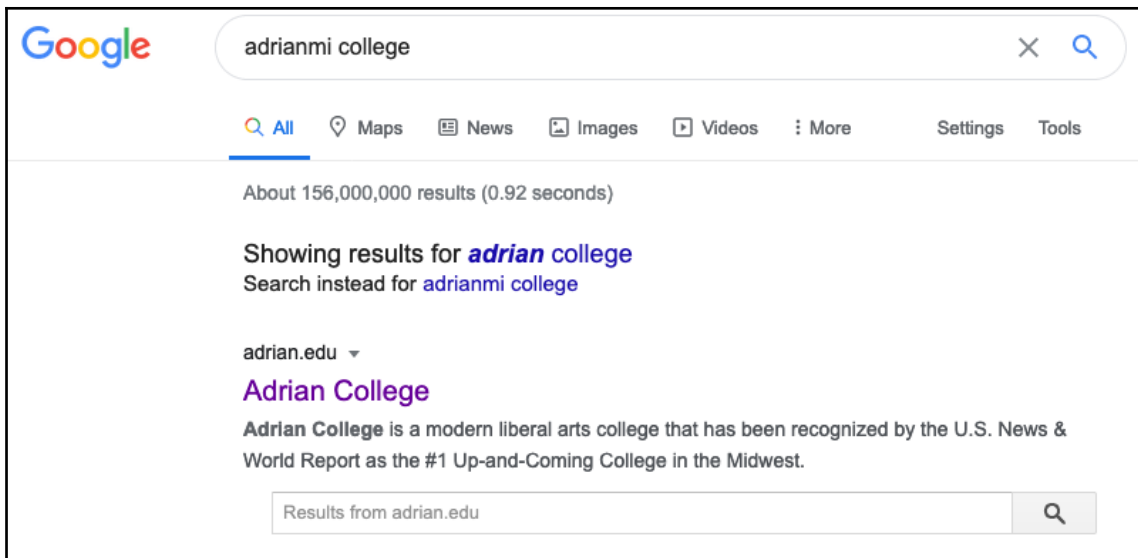 Google
adrianmi college
All Maps News Images Videos More Settings Tools
About 156,000,000 results (0.92 seconds)
Showing results for adrian college
Search instead for adrianmi college
adrian.edu
Adrian College
Adrian College is a modern liberal arts college that has been recognized by the U.S. News &
World Report as the #1 Up-and-Coming College in the Midwest.
Results from adrian.edu